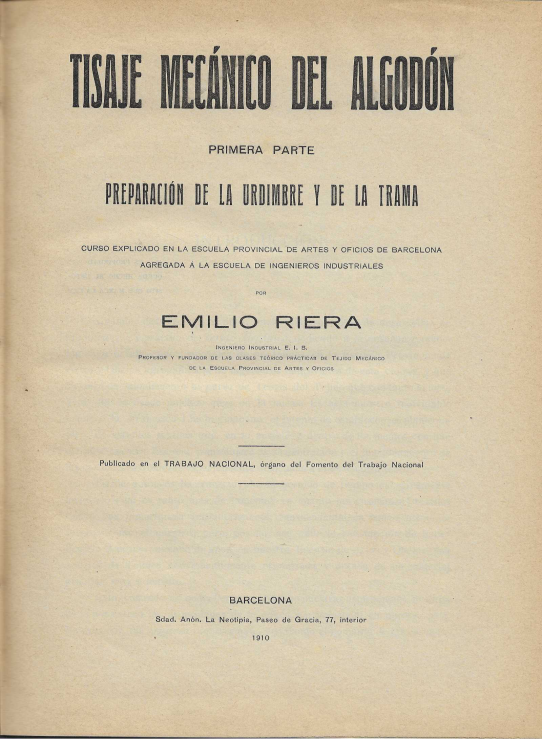 TISAJE MECÁNICO DEL ALGODÓN
PRIMERA PARTE
PREPARACIÓN DE LA URDIMBRE Y DE LA TRAMA
CURSO EXPLICADO EN LA ESCUELA PROVINCIAL DE ARTES Y OFICIOS DE BARCELONA
AGREGADA Á LA ESCUELA DE INGENIEROS INDUSTRIALES
POR
EMILIO RIERA
INGENIERO INDUSTRIAL E. I. B.
PROFESOR Y FUNDADOR DE LAS CLASES TEÓRICO PRÁCTICAS DE TEJIDO MECÁNICO
DE LA ESCUELA PROVINCIAL DE ARTES Y OFICIOS
Publicado en el TRABAJO NACIONAL, órgano del Fomento del Trabajo Nacional
BARCELONA
Sdad. Anón. La Neotipia, Paseo de Gracia, 77, interior
1910